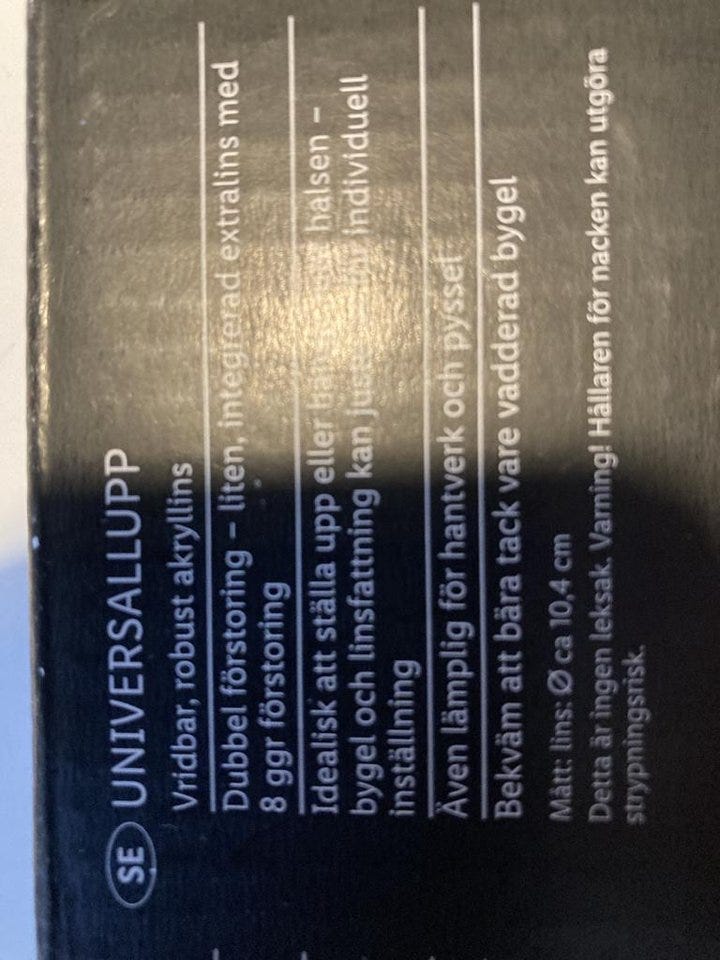 SE UNIVERSALLUPP
Vridbar, robust akryllins
Dubbel förstoring – liten, integrerad extralins med
8 ggr förstoring
Idealisk att ställa upp eller halsen –
bygel och linsfattning kan individuell
inställning
Även lämplig för hantverk och pyssel
Bekväm att bära tack vare vadderad bygel
Mått: lins: Ø ca 10,4 cm
Detta är ingen leksak. Varning! Hållaren för nacken kan utgöra
strypningsrisk.